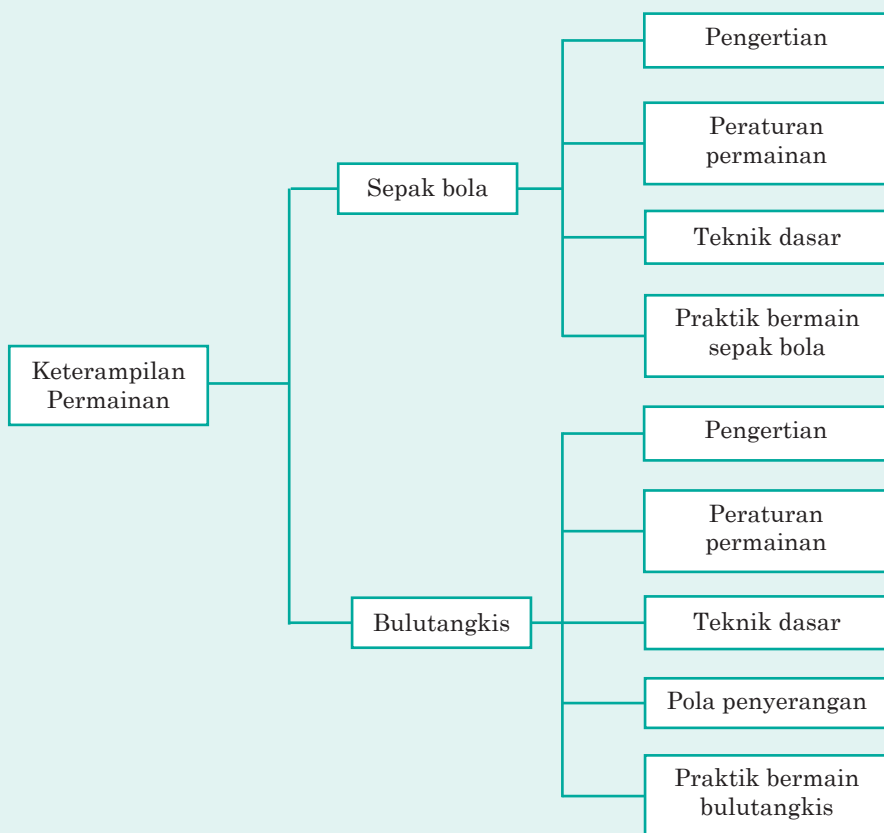 Keterampilan
Permainan
Sepak bola
Pengertian
Peraturan
permainan
Teknik dasar
Praktik bermain
sepak bola
Bulutangkis
Pengertian
Peraturan
permainan
Teknik dasar
Pola penyerangan
Praktik bermain
bulutangkis